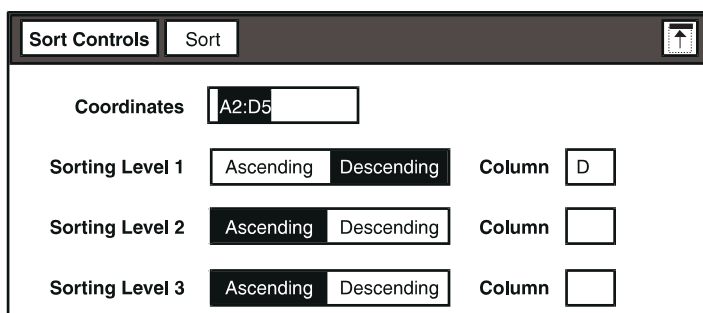 Sort Controls Sort
Coordinates A2:D5
Sorting Level 1 Ascending Descending Column D
Sorting Level 2 Ascending Descending Column
Sorting Level 3 Ascending Descending Column